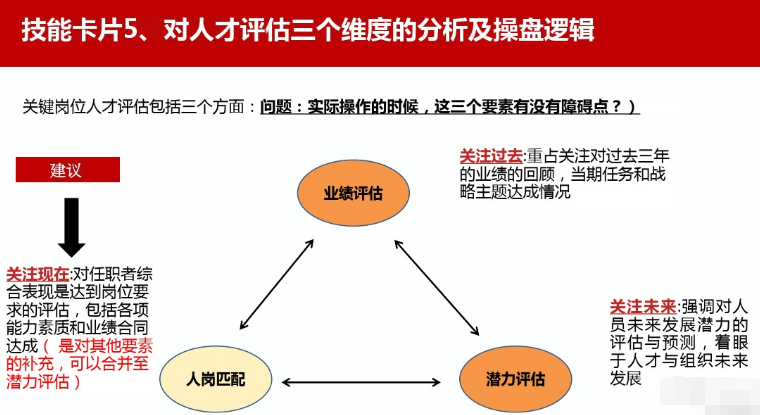 技能卡片5、对人才评估三个维度的分析及操盘逻辑
关键岗位人才评估包括三个方面：问题：实际操作的时候，这三个要素有没有障碍点？）
建议
业绩评估
关注过去:重占关注对过去三年
的业绩的回顾，当期任务和战
略主题达成情况
关注现在:对任职者综
合表现是达到岗位要
求的评估，包括各项
能力素质和业绩合同
达成（ 是对其他要素
的补充，可以合并至
潜力评估）
人岗匹配
潜力评估
关注未来:强调对人
员未来发展潜力的
评估与预测，着眼
于人才与组织未来
发展